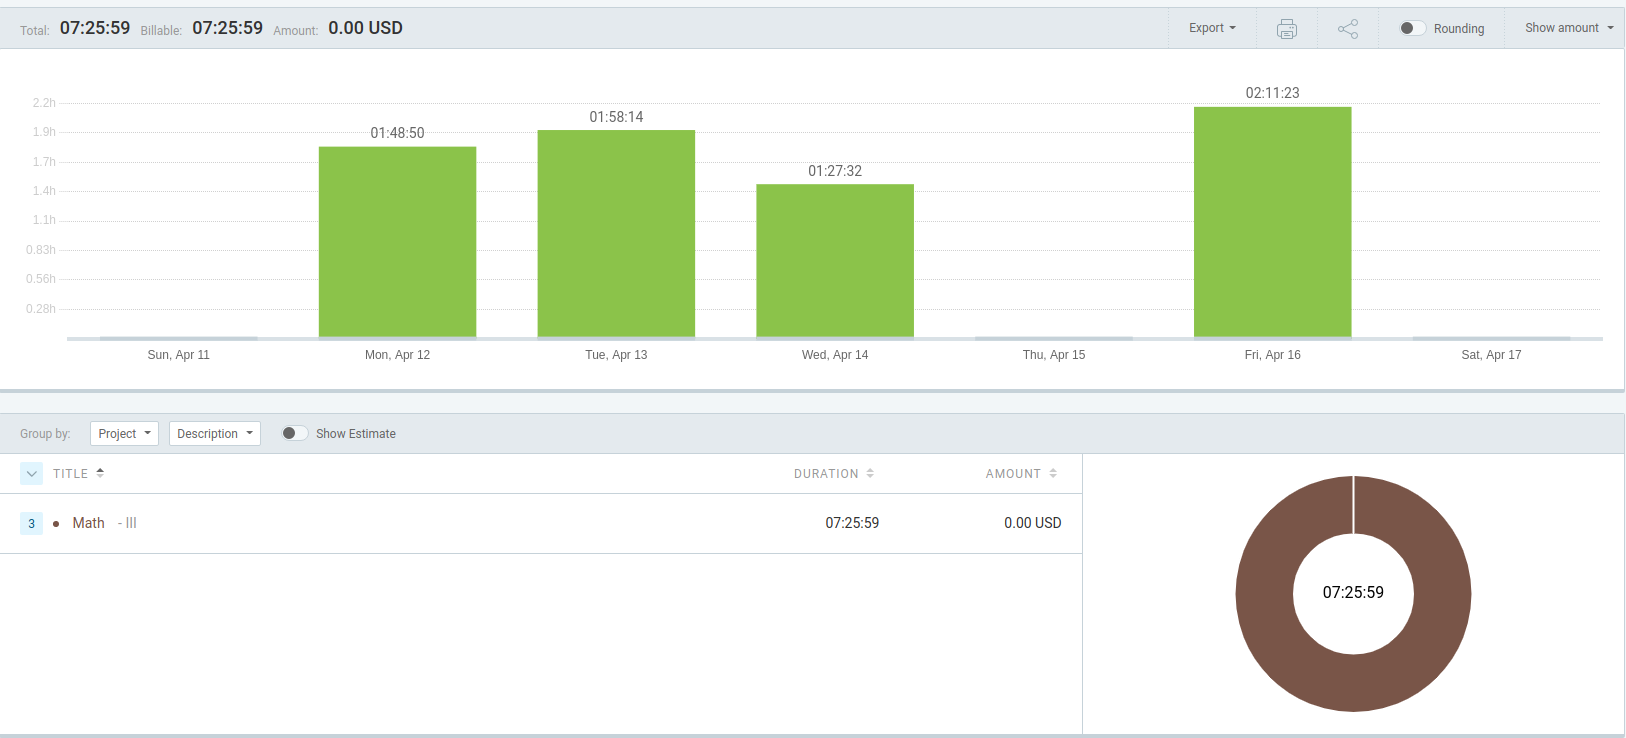 Total: 07:25:59 Billable: 07:25:59 Amount: 0.00 USD Export Rounding Show amount
02:11:23
2.2h
01:58:14
1.9h 01:48:50
1.7h
01:27:32
1.4h
1.1h
0.83h
0.56h
0.28h
Sun, Apr 11 Mon, Apr 12 Tue, Apr 13 Wed, Apr 14 Thu, Apr 15 Fri, Apr 16 Sat, Apr 17
Group by: Project Description Show Estimate
TITLE DURATION AMOUNT
3 • Math - III 07:25:59 0.00 USD
07:25:59